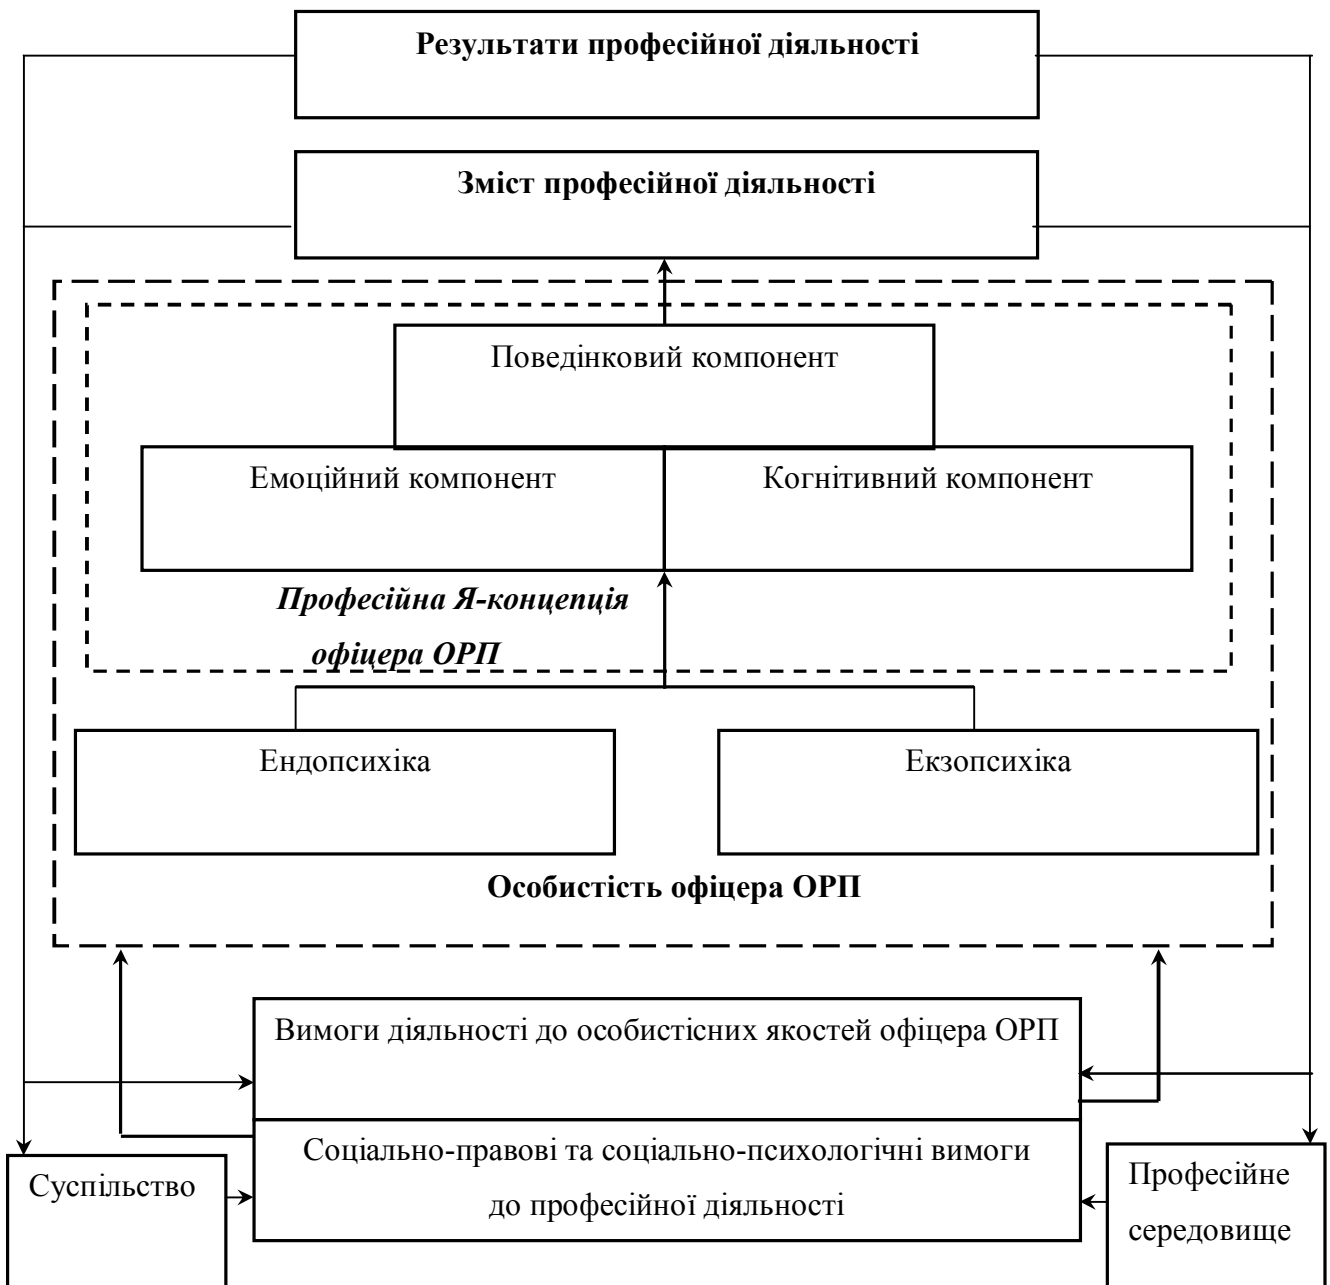 Результати професійної діяльності
Зміст професійної діяльності
Поведінковий компонент
Емоційний компонент
Когнітивний компонент
Професійна Я-концепція
офіцера ОРП
Ендопсихіка
Екзопсихіка
Особистість офіцера ОРП
Вимоги діяльності до особистісних якостей офіцера ОРП
Соціально-правові та соціально-психологічні вимоги
до професійної діяльності
Суспільство
Професійне
середовище